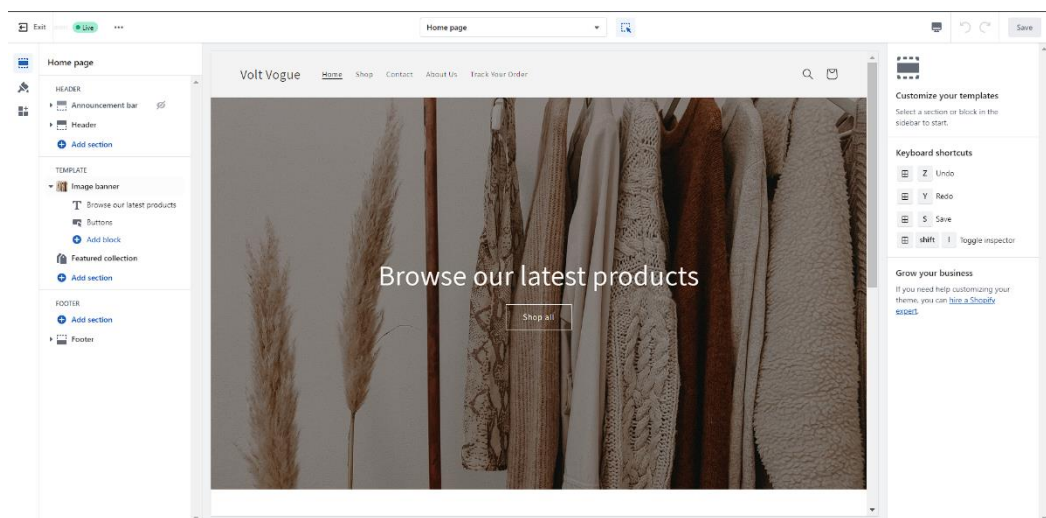 Exit
Live
Home page
Save
Home page
HEADER
Announcement bar
Header
Add section
TEMPLATE
Image banner
Browse our latest products
Buttons
Add block
Featured collection
Add section
FOOTER
Add section
Footer
Volt Vogue Home Shop Contact About Us Track Your Order
Browse our latest products
Shop all
Customize your templates
Select a section or block in the
sidebar to start.
Keyboard shortcuts
Z Undo
Y Redo
S Save
shift I Toggle inspector
Grow your business
If you need help customizing your
theme, you can hire a Shopify
expert.